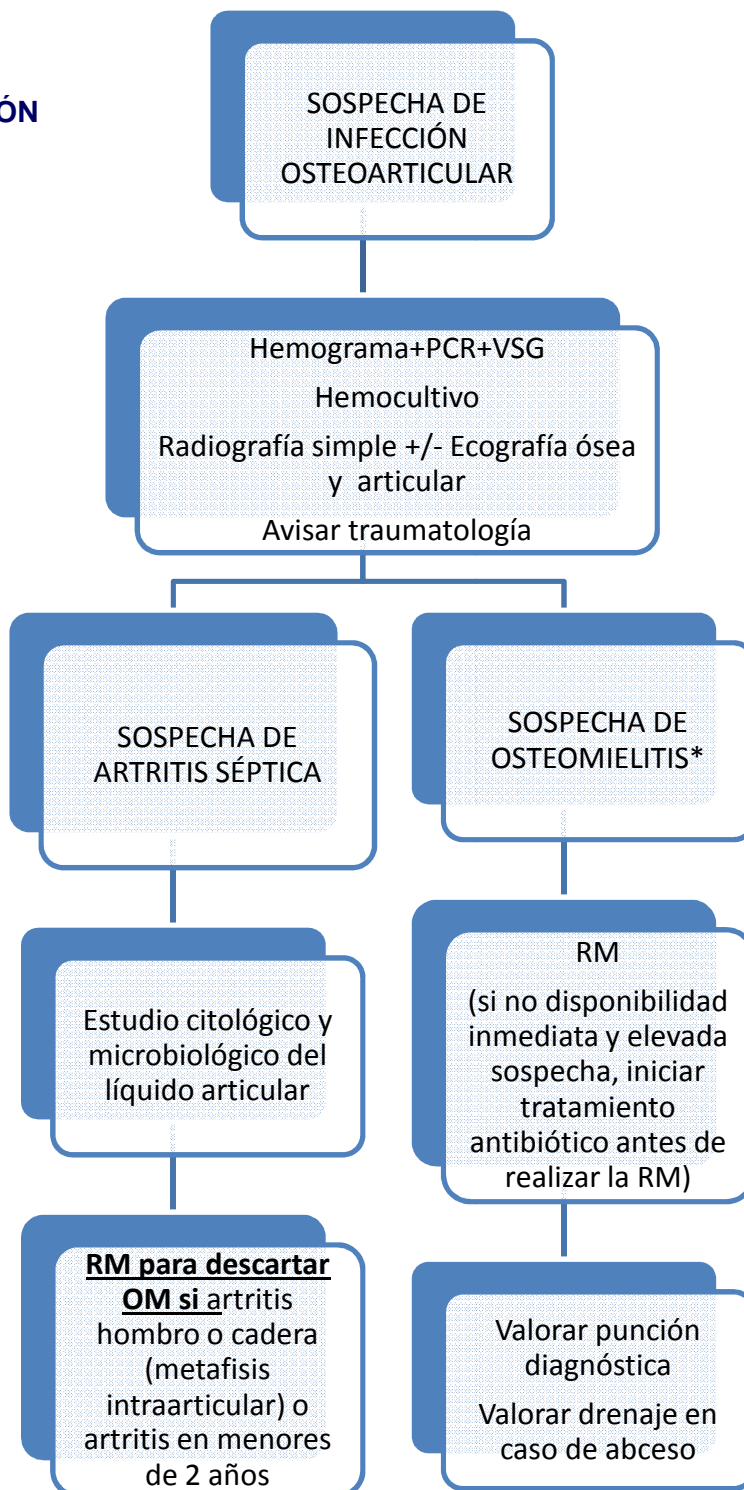 ÓN
SOSPECHA DE
INFECCIÓN
OSTEOARTICULAR
Hemograma+PCR+VSG
Hemocultivo
Radiografía simple +/- Ecografía ósea
y articular
Avisar traumatología
SOSPECHA DE
ARTRITIS SÉPTICA
Estudio citológico y
microbiológico del
líquido articular
RM para descartar
OM si artritis
hombro o cadera
(metafisis
intraarticular) o
artritis en menores
de 2 años
SOSPECHA DE
OSTEOMIELITIS*
RM
(si no disponibilidad
inmediata y elevada
sospecha, iniciar
tratamiento
antibiótico antes de
realizar la RM)
Valorar punción
diagnóstica
Valorar drenaje en
caso de abceso